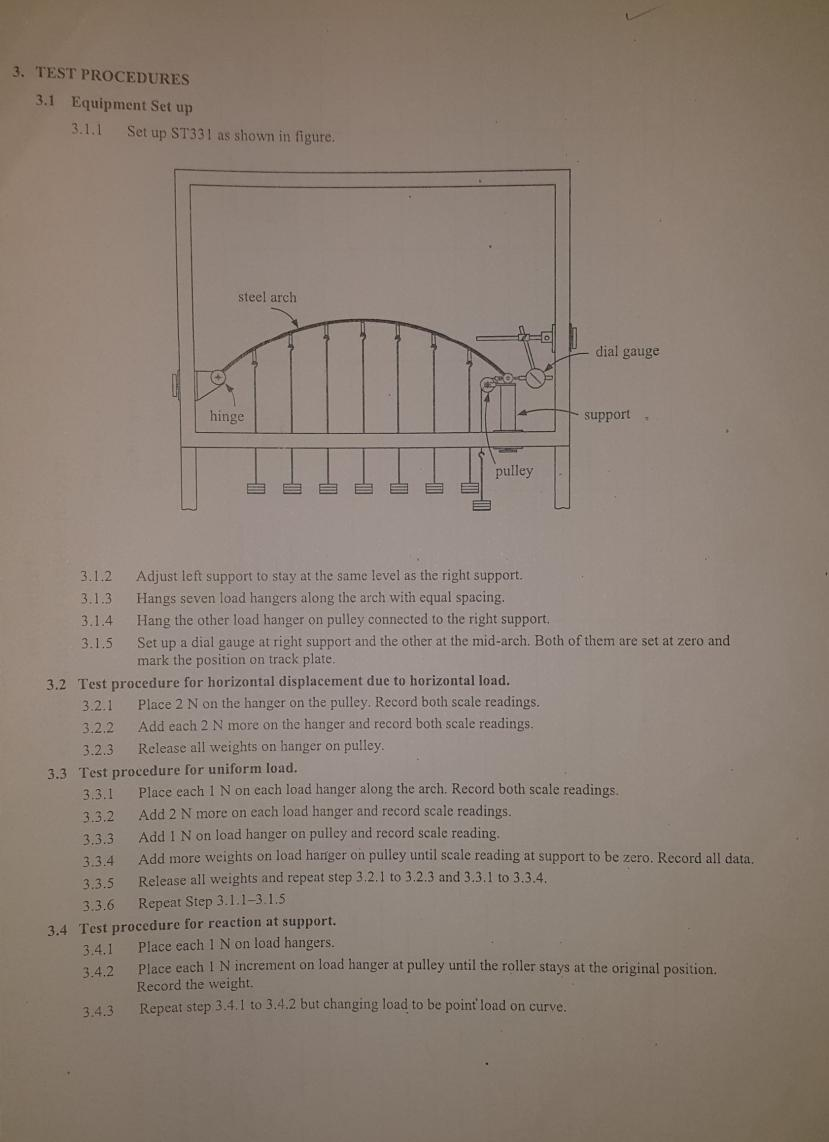 3. TEST PROCEDURES
3.1 Equipment Set up
3.1.1 Set up ST331 as shown in figure.
steel arch
dial gauge
hinge
support
pulley
3.1.2 Adjust left support to stay at the same level as the right support.
3.1.3 Hangs seven load hangers along the arch with equal spacing.
3.1.4 Hang the other load hanger on pulley connected to the right support.
3.1.5 Set up a dial gauge at right support and the other at the mid-arch. Both of them are set at zero and
mark the position on track plate.
3.2 Test procedure for horizontal displacement due to horizontal load.
3.2.1 Place 2 N on the hanger on the pulley. Record both scale readings.
3.2.2 Add each 2 N more on the hanger and record both scale readings.
3.2.3 Release all weights on hanger on pulley.
3.3 Test procedure for uniform load.
3.3.1 Place each 1 N on each load hanger along the arch. Record both scale readings.
3.3.2 Add 2 N more on each load hanger and record scale readings.
3.3.3 Add 1 N on load hanger on pulley and record scale reading.
3.3.4 Add more weights on load hanger on pulley until scale reading at support to be zero. Record all data.
3.3.5 Release all weights and repeat step 3.2.1 to 3.2.3 and 3.3.1 to 3.3.4.
3.3.6 Repeat Step 3.1.1–3.1.5
3.4 Test procedure for reaction at support.
3.4.1 Place each 1 N on load hangers.
3.4.2 Place each 1 N increment on load hanger at pulley until the roller stays at the original position.
Record the weight.
3.4.3 Repeat step 3.4.1 to 3.4.2 but changing load to be point load on curve.